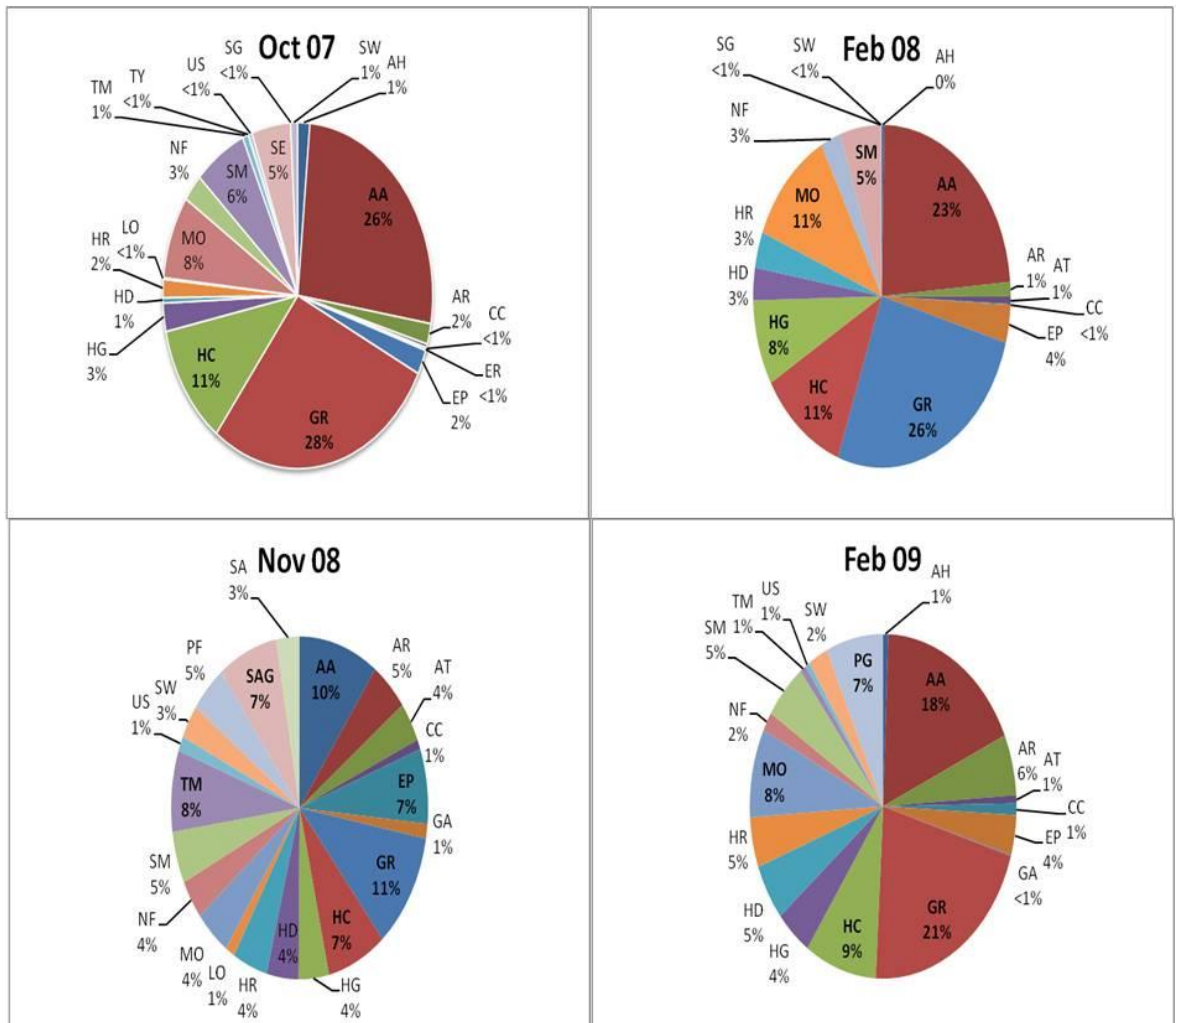 Oct 07
SG
<1%
SW
1%
AH
1%
US
<1%
TY
<1%
TM
1%
NF
3%
SM
6%
SE
5%
AA
26%
LO
<1%
HR
2%
MO
8%
HD
1%
HG
3%
HC
11%
AR
2%
CC
<1%
ER
<1%
EP
2%
GR
28%
Feb 08
SG
<1%
SW
<1%
AH
0%
NF
3%
SM
5%
AA
23%
MO
11%
HR
3%
HD
3%
HG
8%
HC
11%
AR
1%
AT
1%
CC
<1%
EP
4%
GR
26%
Nov 08
SA
3%
PF
5%
SAG
7%
AA
10%
AR
5%
AT
4%
SW
3%
US
1%
CC
1%
TM
8%
EP
7%
GA
1%
SM
5%
GR
11%
NF
4%
HC
7%
HD
4%
MO
4%
LO
1%
HR
4%
HG
4%
Feb 09
AH
1%
US
1%
TM
1%
SW
2%
SM
5%
PG
7%
AA
18%
NF
2%
AR
6%
AT
1%
MO
8%
CC
1%
HR
5%
EP
4%
GA
<1%
HD
5%
HG
4%
HC
9%
GR
21%